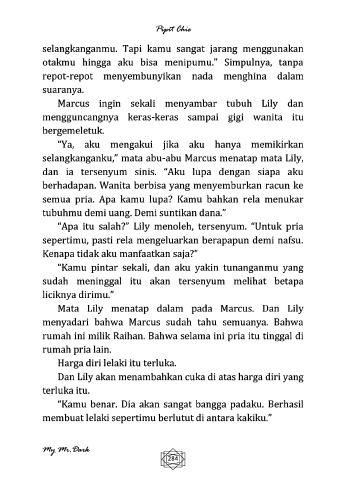 Pipit Chie
selangkanganmu. Tapi kamu sangat jarang menggunakan
otakmu hingga aku bisa menipumu.” Simpulnya, tanpa
repot-repot menyembunyikan nada menghina dalam
suaranya.
Marcus ingin sekali menyambar tubuh Lily dan
mengguncangnya keras-keras sampai gigi wanita itu
bergemeletuk.
“Ya, aku mengakui jika aku hanya memikirkan
selangkanganku,” mata abu-abu Marcus menatap mata Lily,
dan ia tersenyum sinis. “Aku lupa dengan siapa aku
berhadapan. Wanita berbisa yang menyemburkan racun ke
semua pria. Apa kamu lupa? Kamu bahkan rela menukar
tubuhmu demi uang. Demi suntikan dana.”
“Apa itu salah?” Lily menoleh, tersenyum. “Untuk pria
sepertimu, pasti rela mengeluarkan berapapun demi nafsu.
Kenapa tidak aku manfaatkan saja?”
“Kamu pintar sekali, dan aku yakin tunanganmu yang
sudah meninggal itu akan tersenyum melihat betapa
liciknya dirimu.”
Mata Lily menatap dalam pada Marcus. Dan Lily
menyadari bahwa Marcus sudah tahu semuanya. Bahwa
rumah ini milik Raihan. Bahwa selama ini pria itu tinggal di
rumah pria lain.
Harga diri lelaki itu terluka.
Dan Lily akan menambahkan cuka di atas harga diri yang
terluka itu.
“Kamu benar. Dia akan sangat bangga padaku. Berhasil
membuat lelaki sepertimu berlutut di antara kakiku.”
My Mr. Dark
284